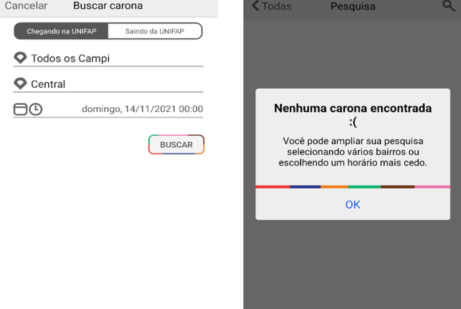 Cancelar Buscar carona
Chegando na UNIFAP Saindo da UNIFAP
Todos os Campi
Central
domingo, 14/11/2021 00:00
BUSCAR
Todas Pesquisa
Nenhuma carona encontrada
:(
Você pode ampliar sua pesquisa
selecionando vários bairros ou
escolhendo um horário mais cedo.
OK